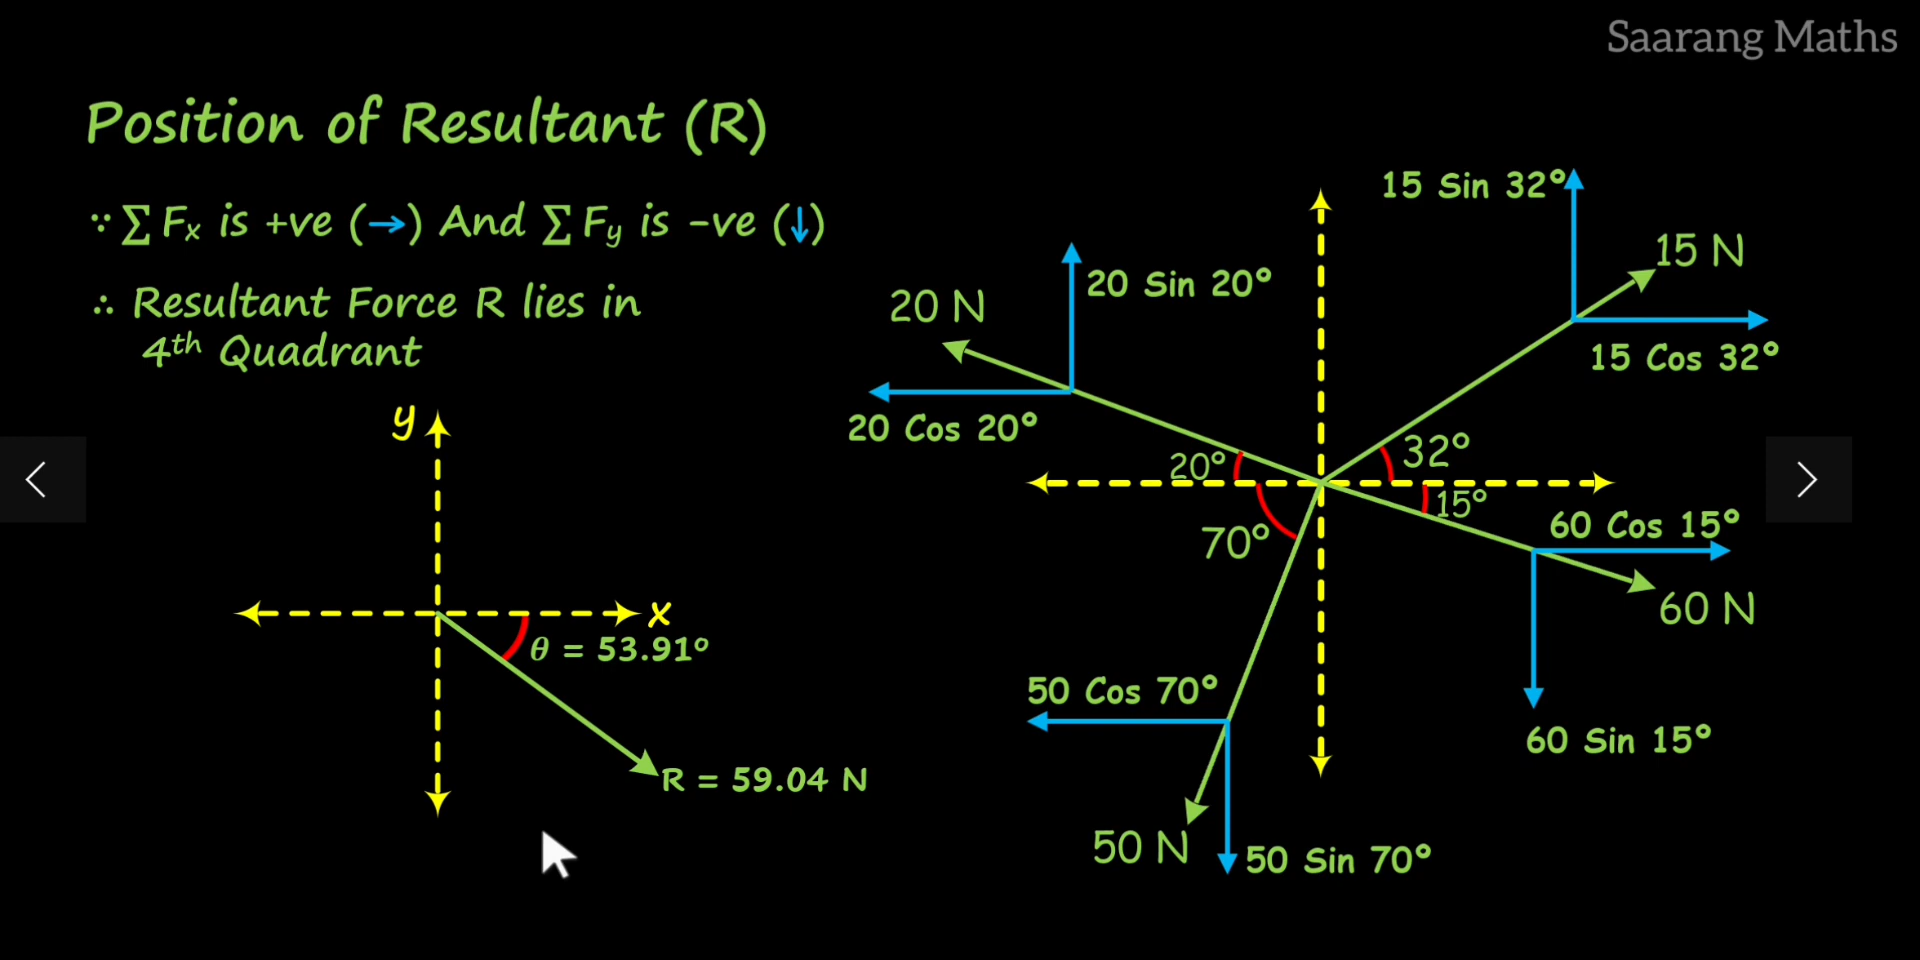 Saarang Maths
Position of Resultant (R)
∵ ∑ Fx is +ve (→) And ∑ Fy is -ve (↓)
∴ Resultant Force R lies in
4th Quadrant
y
x
θ = 53.91°
R = 59.04 N
15 Sin 32°
15 N
15 Cos 32°
20 Sin 20°
20 N
20 Cos 20°
20°
32°
15°
70°
60 Cos 15°
60 N
60 Sin 15°
50 Cos 70°
50 N
50 Sin 70°